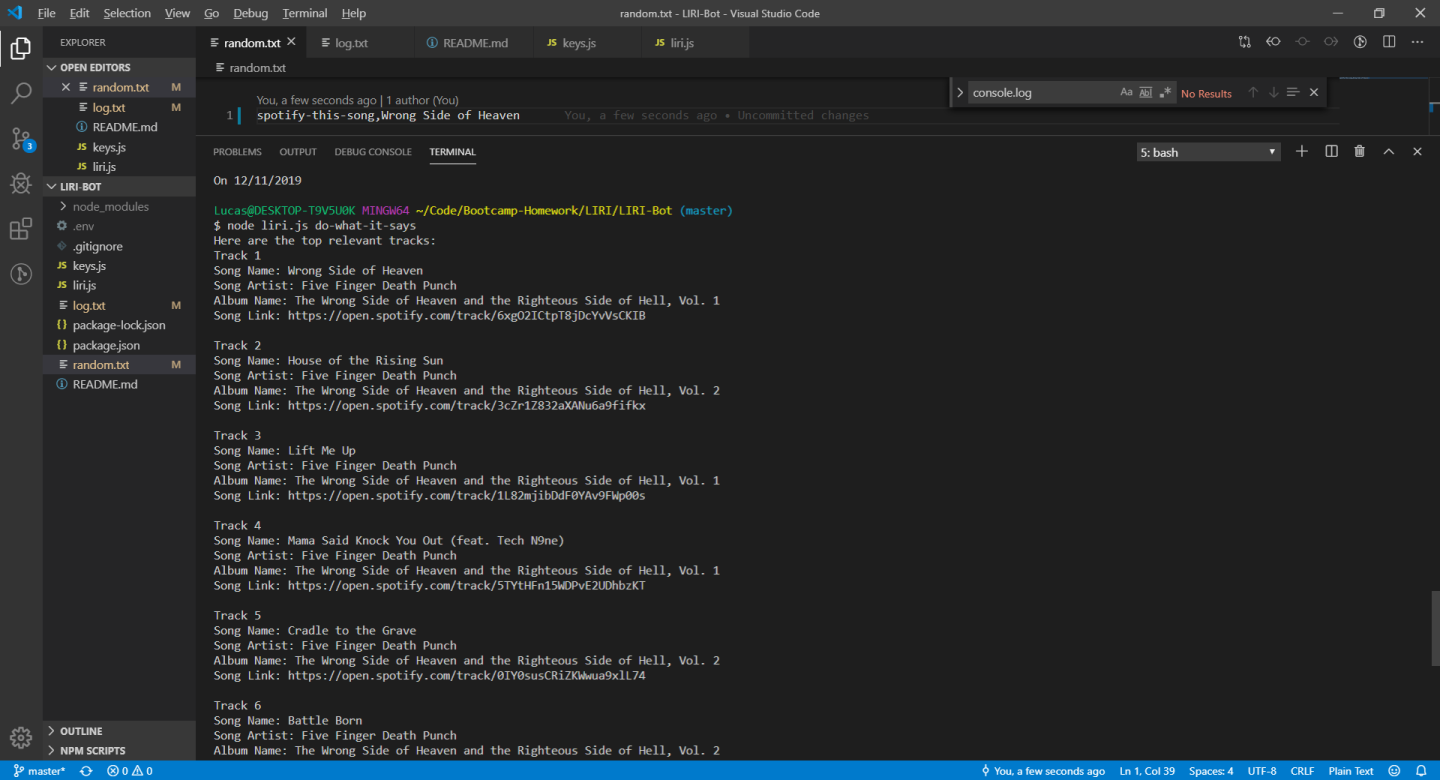 File Edit Selection View Go Debug Terminal Help
random.txt - LIRI-Bot - Visual Studio Code
EXPLORER
OPEN EDITORS
random.txt M
log.txt M
README.md
JS keys.js
JS liri.js
LIRI-BOT
node_modules
.env
.gitignore
JS keys.js
JS liri.js
log.txt M
{} package-lock.json
{} package.json
random.txt M
README.md
OUTLINE
NPM SCRIPTS
random.txt log.txt README.md JS keys.js JS liri.js
random.txt
console.log Aa Abl .* No Results
You, a few seconds ago | 1 author (You)
1 spotify-this-song,Wrong Side of Heaven You, a few seconds ago • Uncommitted changes
PROBLEMS OUTPUT DEBUG CONSOLE TERMINAL 5: bash
On 12/11/2019
Lucas@DESKTOP-T9V5U0K MINGW64 ~/Code/Bootcamp-Homework/LIRI/LIRI-Bot (master)
$ node liri.js do-what-it-says
Here are the top relevant tracks:
Track 1
Song Name: Wrong Side of Heaven
Song Artist: Five Finger Death Punch
Album Name: The Wrong Side of Heaven and the Righteous Side of Hell, Vol. 1
Song Link: https://open.spotify.com/track/6xgO2ICtpT8jDcYvVsCKIB
Track 2
Song Name: House of the Rising Sun
Song Artist: Five Finger Death Punch
Album Name: The Wrong Side of Heaven and the Righteous Side of Hell, Vol. 2
Song Link: https://open.spotify.com/track/3cZr1Z832aXANu6a9fifkx
Track 3
Song Name: Lift Me Up
Song Artist: Five Finger Death Punch
Album Name: The Wrong Side of Heaven and the Righteous Side of Hell, Vol. 1
Song Link: https://open.spotify.com/track/1L82mjibDdF0YAv9FWp00s
Track 4
Song Name: Mama Said Knock You Out (feat. Tech N9ne)
Song Artist: Five Finger Death Punch
Album Name: The Wrong Side of Heaven and the Righteous Side of Hell, Vol. 1
Song Link: https://open.spotify.com/track/5TYtHFn15WDPvE2UDhbzKT
Track 5
Song Name: Cradle to the Grave
Song Artist: Five Finger Death Punch
Album Name: The Wrong Side of Heaven and the Righteous Side of Hell, Vol. 2
Song Link: https://open.spotify.com/track/0IY0susCRiZKWwua9xlL74
Track 6
Song Name: Battle Born
Song Artist: Five Finger Death Punch
Album Name: The Wrong Side of Heaven and the Righteous Side of Hell, Vol. 2
3
master* 0 0 You, a few seconds ago Ln 1, Col 39 Spaces: 4 UTF-8 CRLF Plain Text